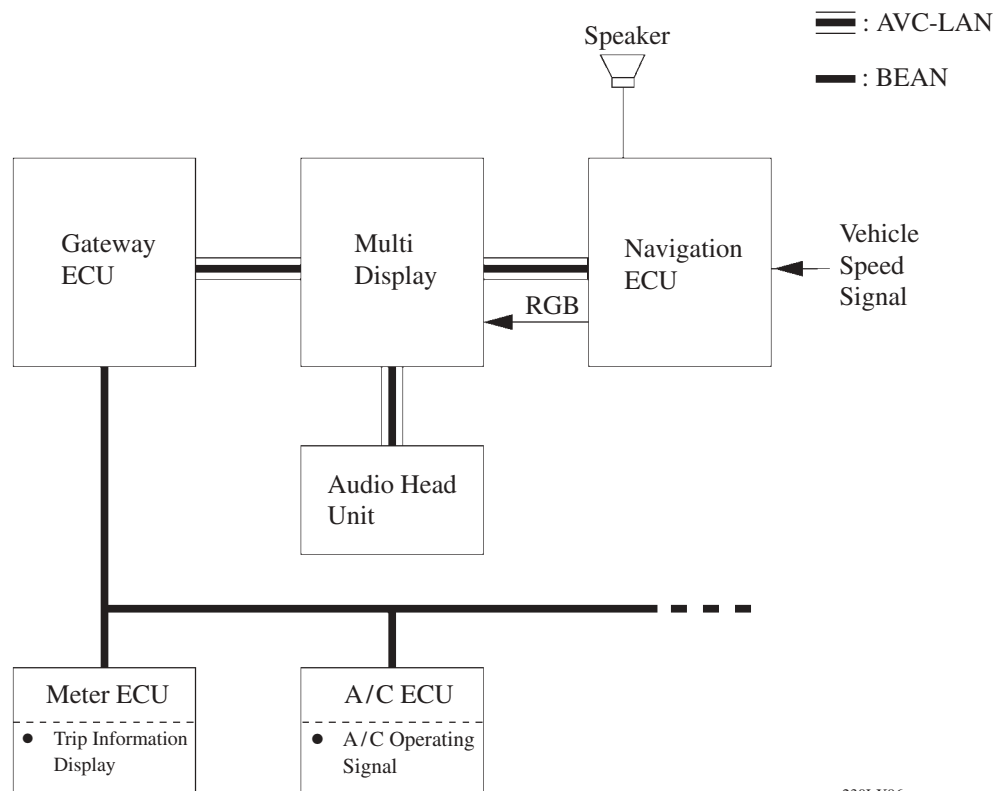 : AVC-LAN
: BEAN
Speaker
Gateway
ECU
Multi
Display
Navigation
ECU
Vehicle
Speed
Signal
RGB
Audio Head
Unit
Meter ECU
● Trip Information
Display
A/C ECU
● A/C Operating
Signal